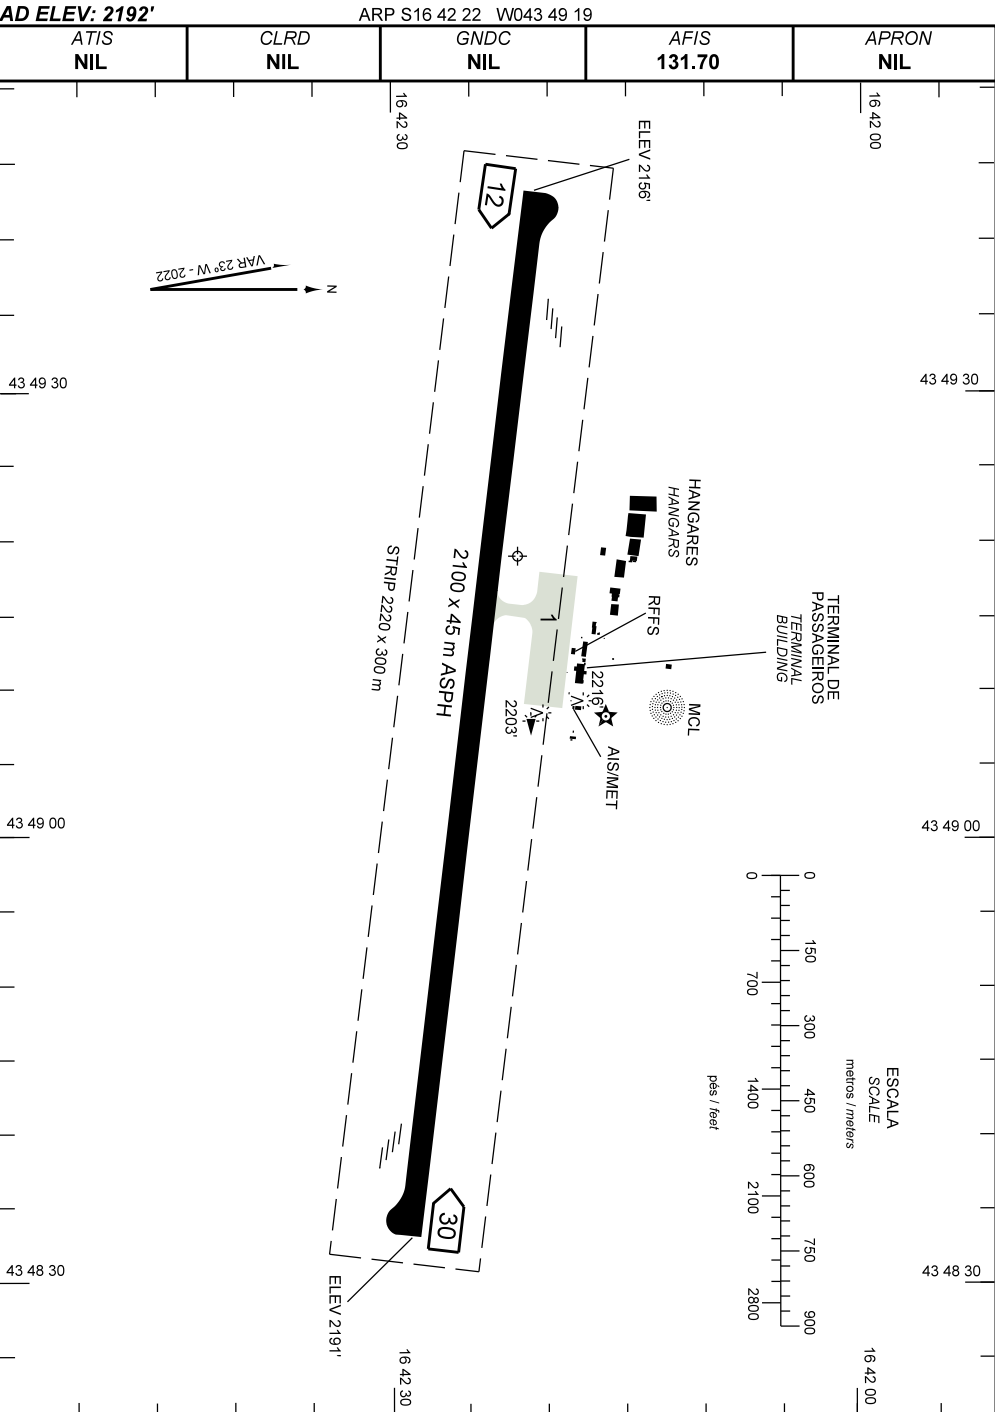 AD ELEV: 2192'
ARP S16 42 22 W043 49 19
ATIS
NIL
CLRD
NIL
GNDC
NIL
AFIS
131.70
APRON
NIL
16 42 30
16 42 00
ELEV 2156'
12
VAR 23° W - 2022
N
43 49 30
43 49 30
HANGARES
HANGARS
STRIP 2220 x 300 m
2100 x 45 m ASPH
1
RFFS
TERMINAL DE
PASSAGEIROS
TERMINAL
BUILDING
2216'
2203'
MCL
AIS/MET
43 49 00
43 49 00
ESCALA
SCALE
metros / meters
0
150
300
450
600
750
900
0
700
1400
2100
2800
pés / feet
30
ELEV 2191'
43 48 30
43 48 30
16 42 30
16 42 00